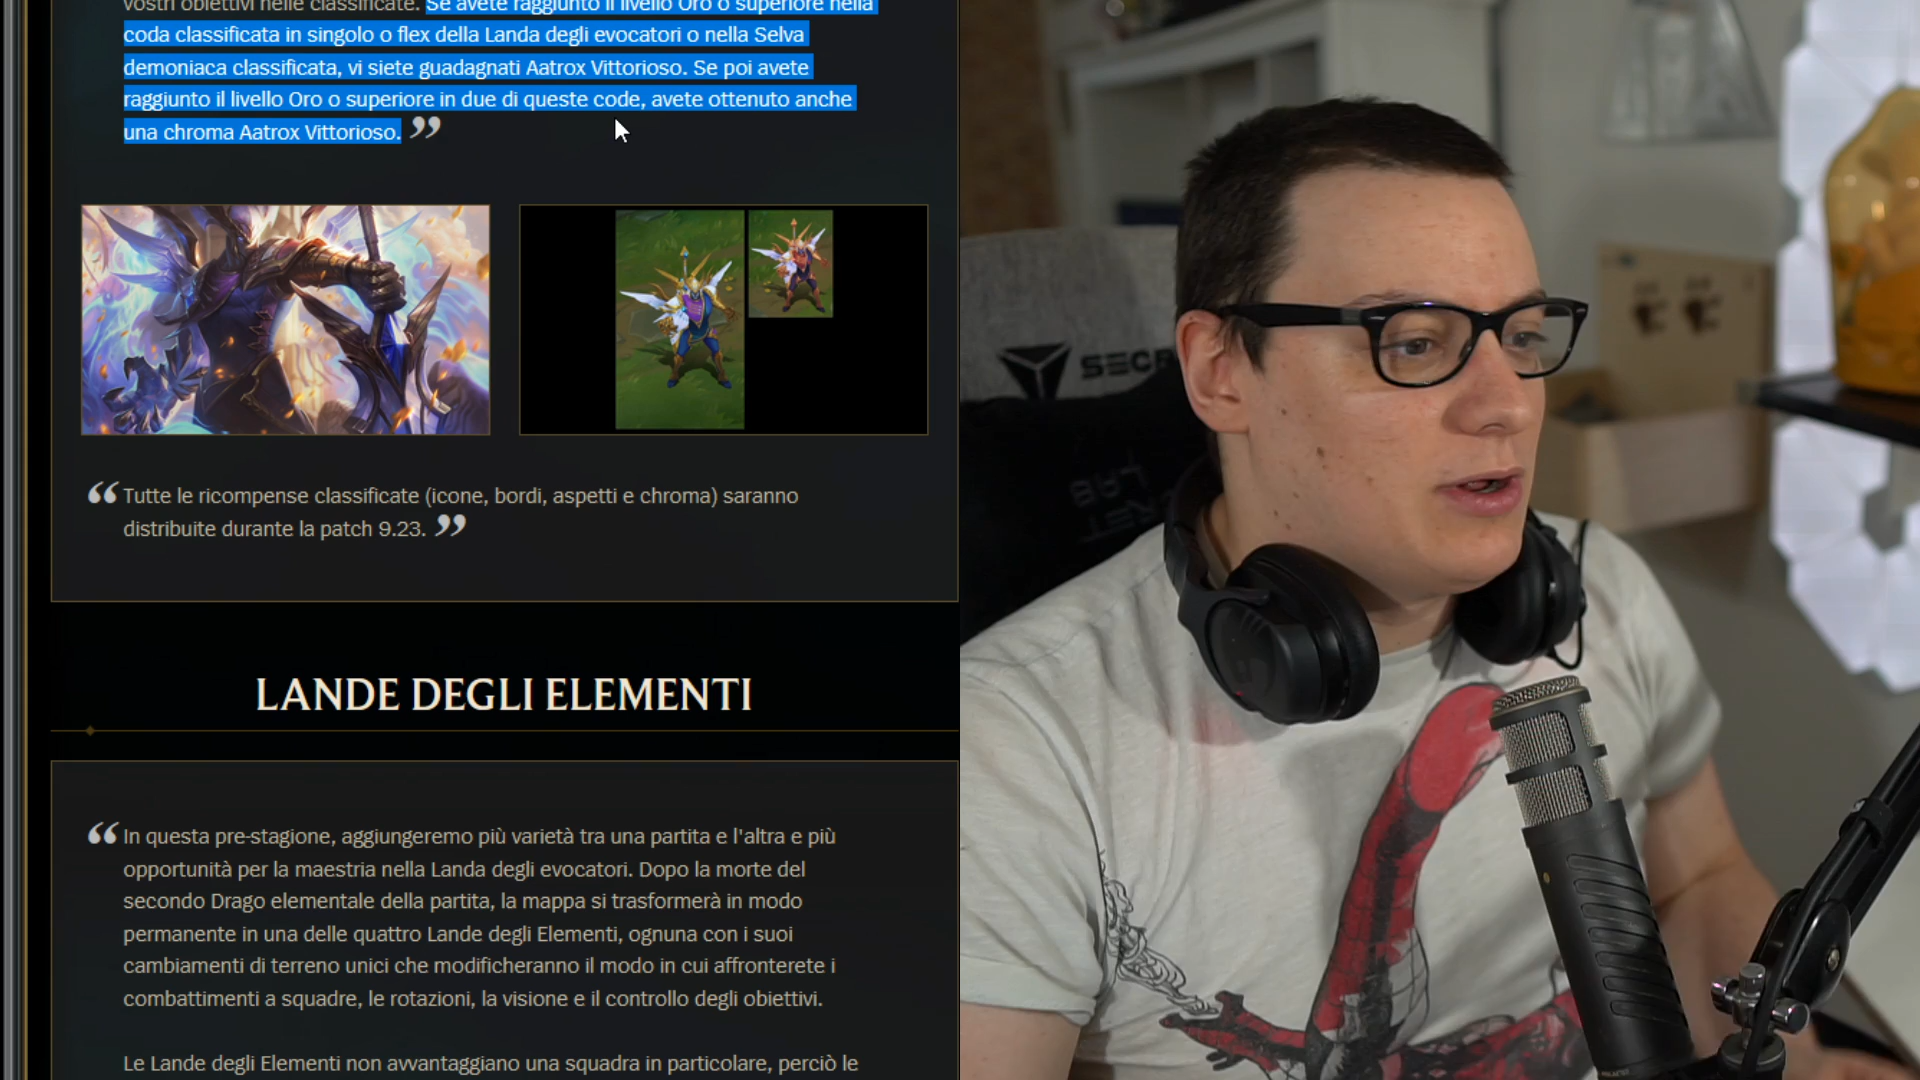 vostri obiettivi nelle classificate. Se avete raggiunto il livello Oro o superiore nella
coda classificata in singolo o flex della Landa degli evocatori o nella Selva
demoniaca classificata, vi siete guadagnati Aatrox Vittorioso. Se poi avete
raggiunto il livello Oro o superiore in due di queste code, avete ottenuto anche
una chroma Aatrox Vittorioso. ”
“ Tutte le ricompense classificate (icone, bordi, aspetti e chroma) saranno
distribuite durante la patch 9.23. ”
LANDE DEGLI ELEMENTI
“ In questa pre-stagione, aggiungeremo più varietà tra una partita e l'altra e più
opportunità per la maestria nella Landa degli evocatori. Dopo la morte del
secondo Drago elementale della partita, la mappa si trasformerà in modo
permanente in una delle quattro Lande degli Elementi, ognuna con i suoi
cambiamenti di terreno unici che modificheranno il modo in cui affronterete i
combattimenti a squadre, le rotazioni, la visione e il controllo degli obiettivi.
Le Lande degli Elementi non avvantaggiano una squadra in particolare, perciò le
SECR
LAB